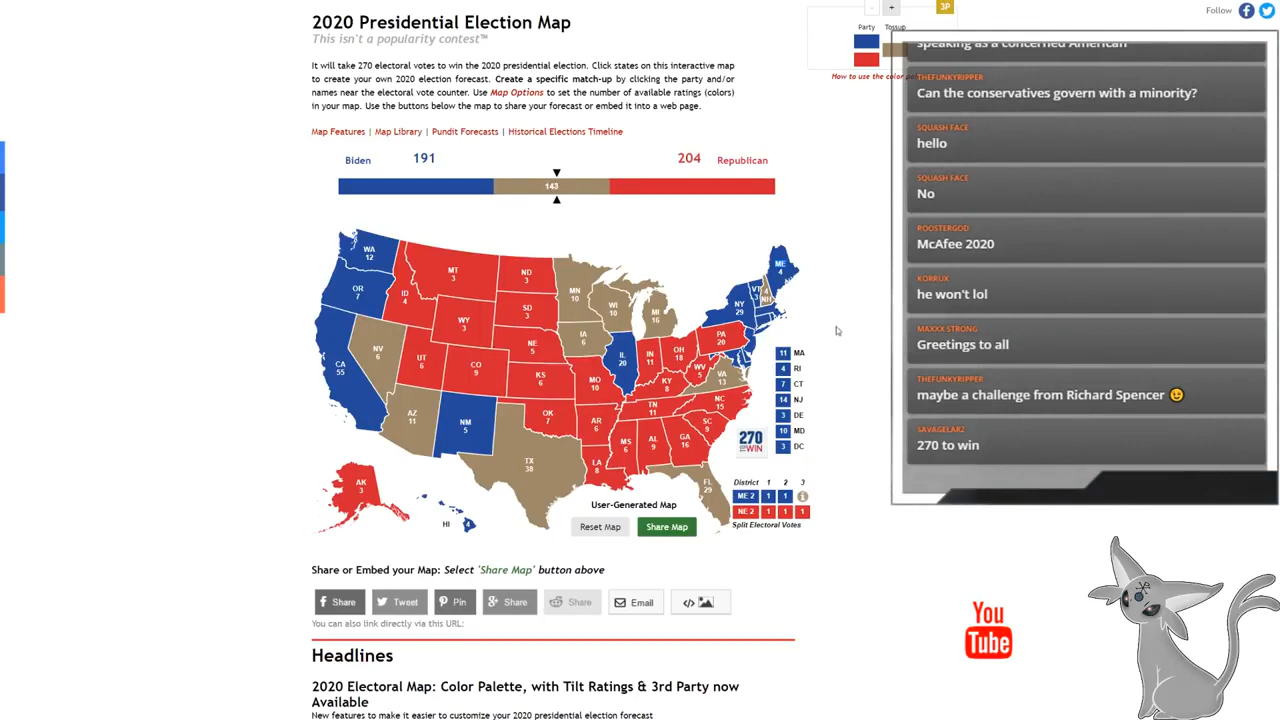 2020 Presidential Election Map
This isn't a popularity contest™
It will take 270 electoral votes to win the 2020 presidential election. Click states on this interactive map
to create your own 2020 election forecast. Create a specific match-up by clicking the party and/or
names near the electoral vote counter. Use Map Options to set the number of available ratings (colors)
in your map. Use the buttons below the map to share your forecast or embed it into a web page.
Map Features | Map Library | Pundit Forecasts | Historical Elections Timeline
Biden 191 204 Republican
143
WA
12
OR
7
CA
55
NV
6
ID
4
MT
3
WY
3
UT
6
CO
9
AZ
11
NM
5
ND
3
SD
3
NE
5
KS
6
OK
7
TX
38
MN
10
IA
6
MO
10
AR
6
LA
8
WI
10
IL
20
MI
16
IN
11
OH
18
KY
8
TN
11
MS
6
AL
9
GA
16
FL
29
SC
9
NC
15
VA
13
WV
5
PA
20
NY
29
VT
3
4
NH
ME
4
AK
3
HI 4
11 MA
4 RI
7 CT
14 NJ
3 DE
10 MD
3 DC
270
TO WIN
District 1 2 3
ME 2 1 1 i
NE 2 1 1 1
Split Electoral Votes
User-Generated Map
Reset Map Share Map
Share or Embed your Map: Select 'Share Map' button above
Share Tweet Pin Share Share Email
You can also link directly via this URL:
Headlines
2020 Electoral Map: Color Palette, with Tilt Ratings & 3rd Party now
Available
New features to make it easier to customize your 2020 presidential election forecast
- + 3P
Party Tossup
How to use the color
Follow
speaking as a concerned American
THEFUNKYRIPPER
Can the conservatives govern with a minority?
SQUASH FACE
hello
SQUASH FACE
No
ROOSTERGOD
McAfee 2020
KORRUX
he won't lol
MAXXX STRONG
Greetings to all
THEFUNKYRIPPER
maybe a challenge from Richard Spencer 😉
SAVAGELAR2
270 to win
You
Tube